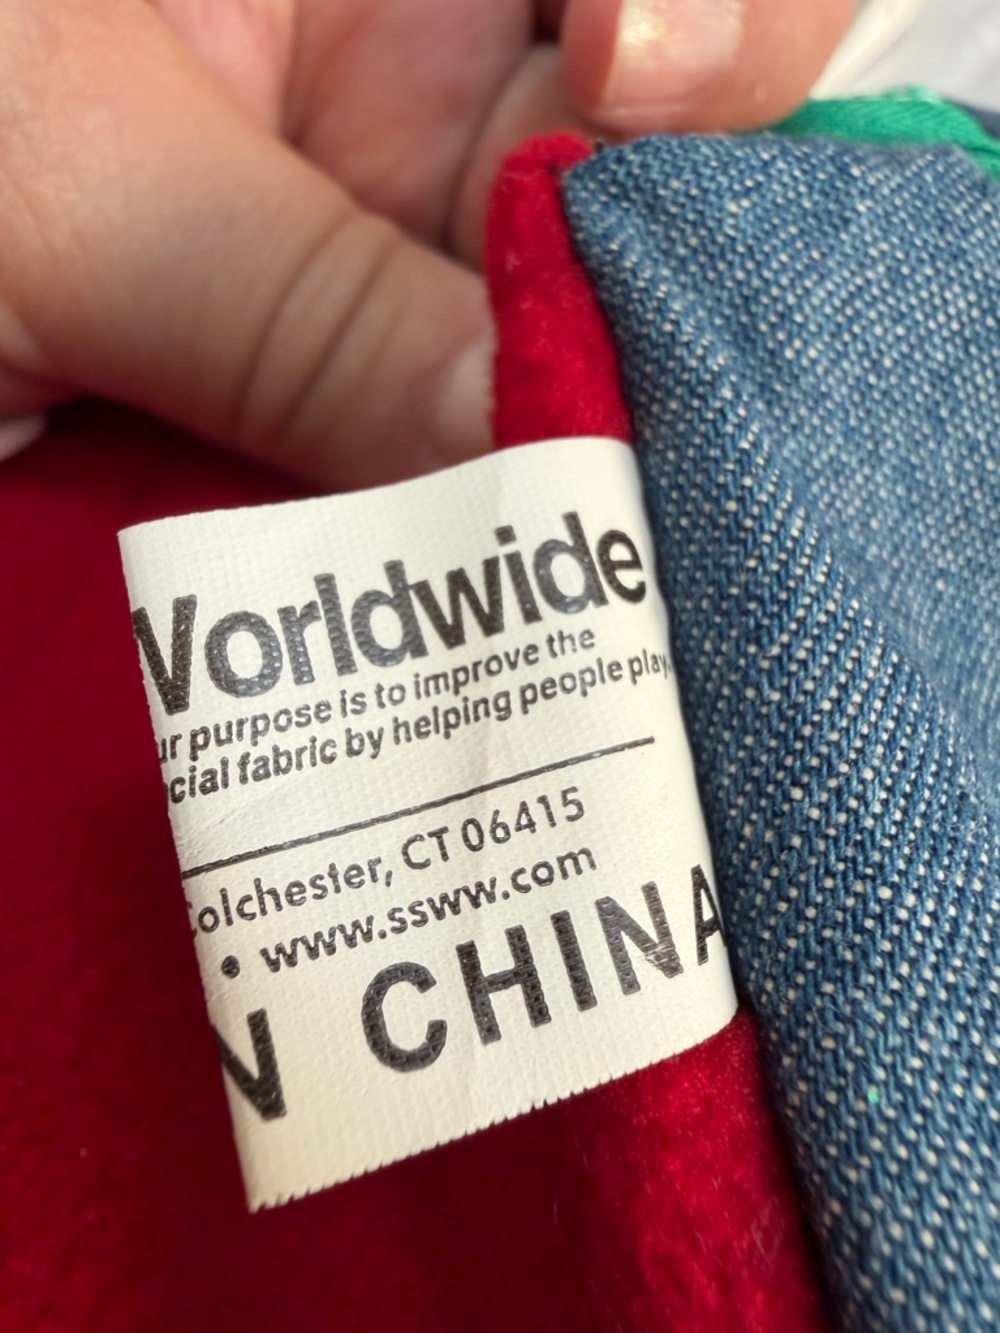 Worldwide
ur purpose is to improve the
cial fabric by helping people play.
Colchester, CT 06415
• www.ssww.com
N CHINA